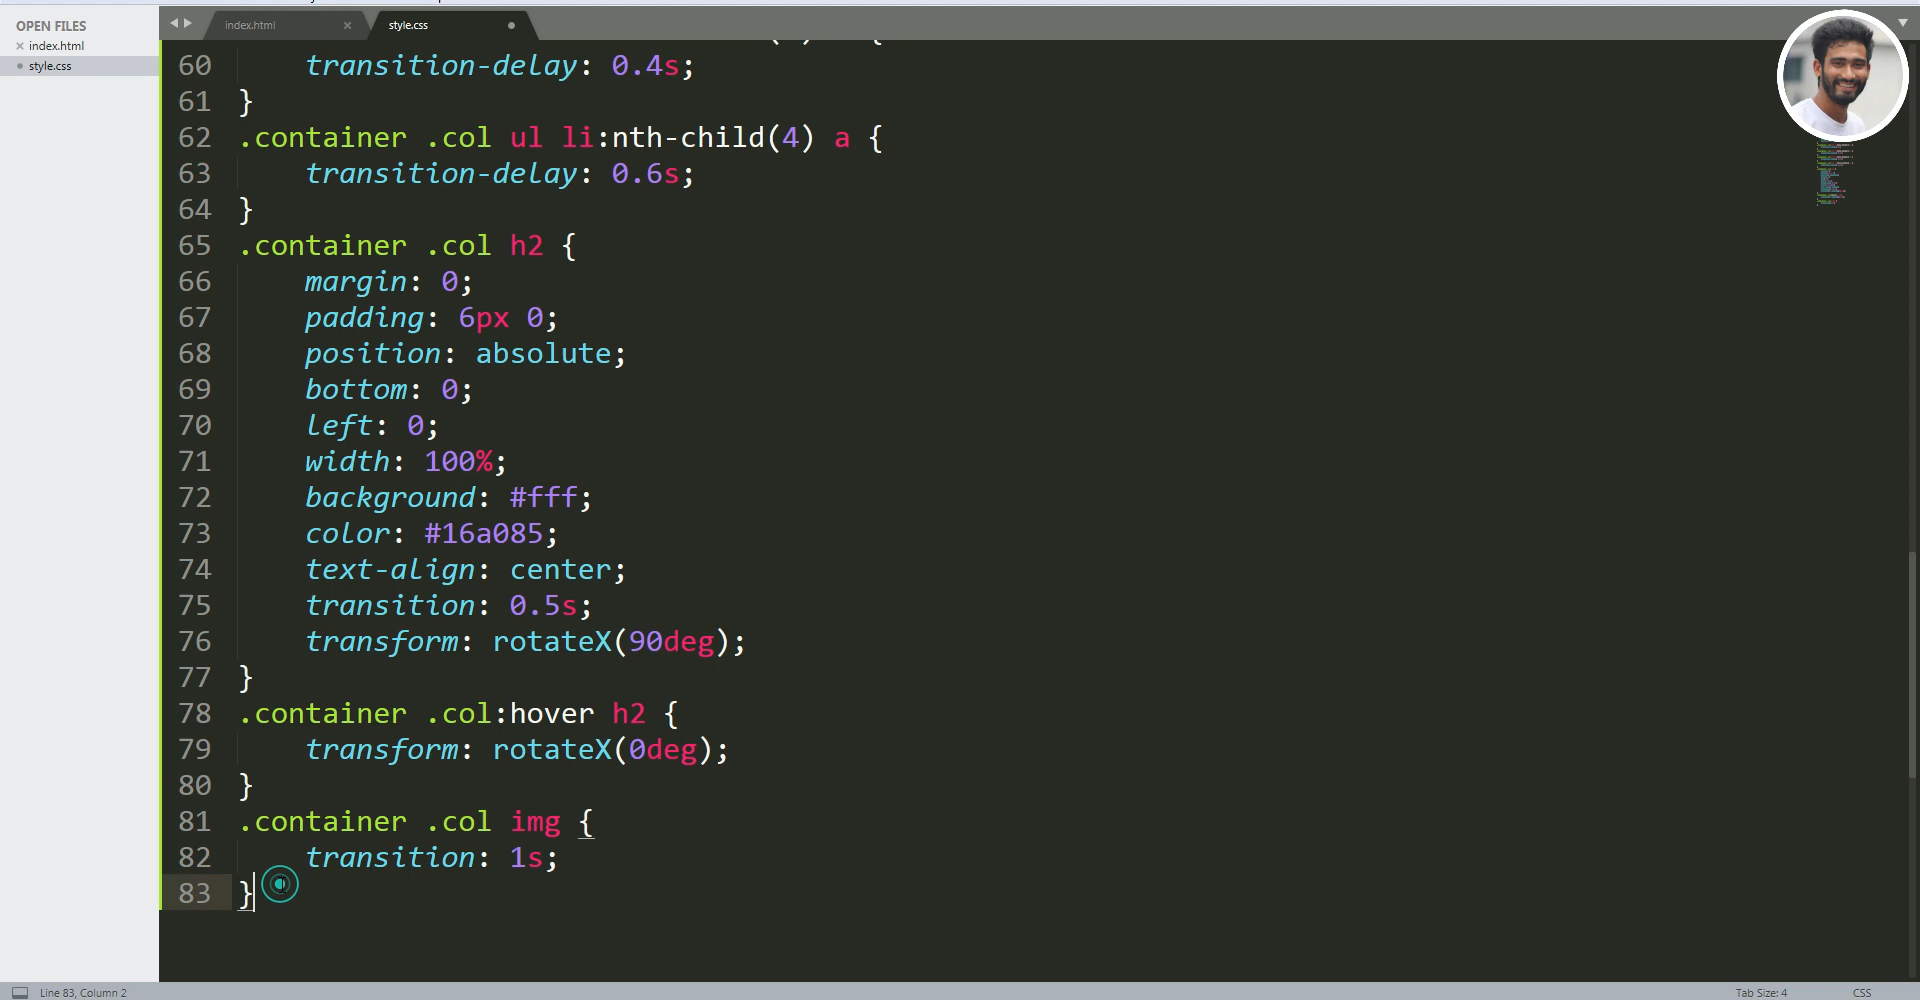 OPEN FILES
index.html
style.css
index.html
style.css
60 transition-delay: 0.4s;
61 }
62 .container .col ul li:nth-child(4) a {
63 transition-delay: 0.6s;
64 }
65 .container .col h2 {
66 margin: 0;
67 padding: 6px 0;
68 position: absolute;
69 bottom: 0;
70 left: 0;
71 width: 100%;
72 background: #fff;
73 color: #16a085;
74 text-align: center;
75 transition: 0.5s;
76 transform: rotateX(90deg);
77 }
78 .container .col:hover h2 {
79 transform: rotateX(0deg);
80 }
81 .container .col img {
82 transition: 1s;
83 }
Line 83, Column 2
Tab Size: 4
CSS